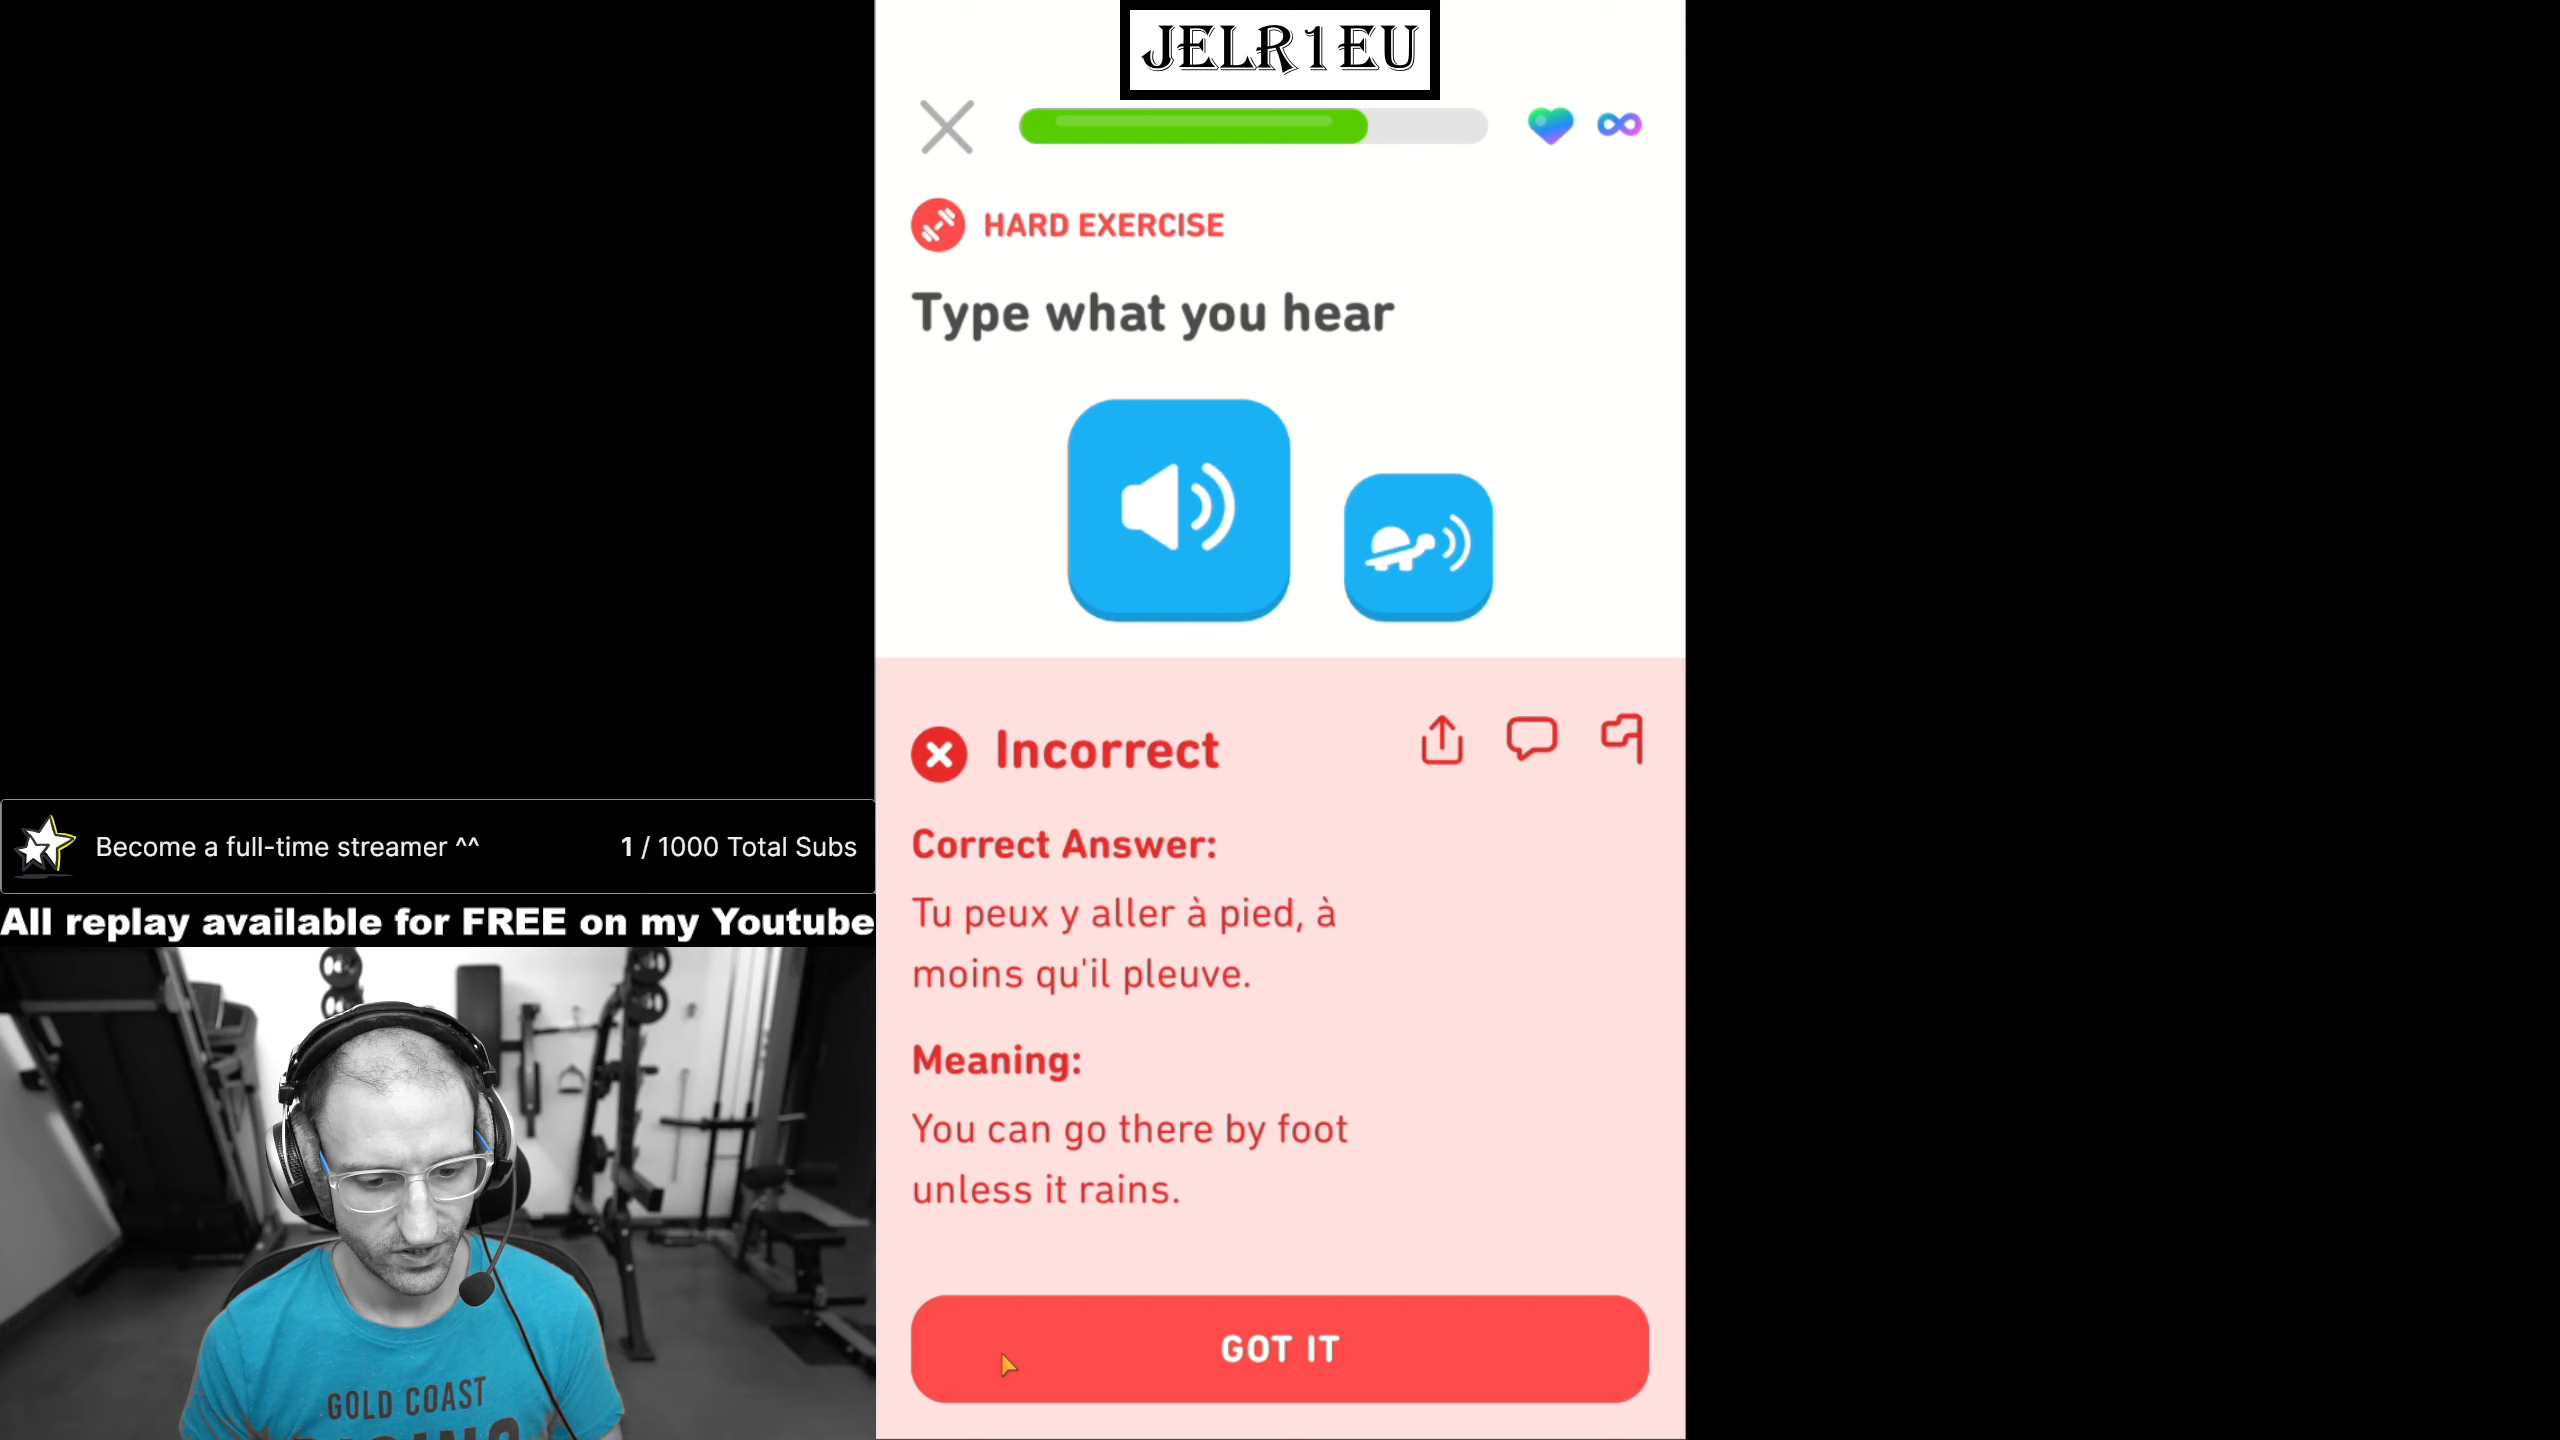 JELR1EU
HARD EXERCISE
Type what you hear
Incorrect
Correct Answer:
Tu peux y aller à pied, à
moins qu'il pleuve.
Meaning:
You can go there by foot
unless it rains.
GOT IT
Become a full-time streamer ^^ 1 / 1000 Total Subs
All replay available for FREE on my Youtube
GOLD COAST